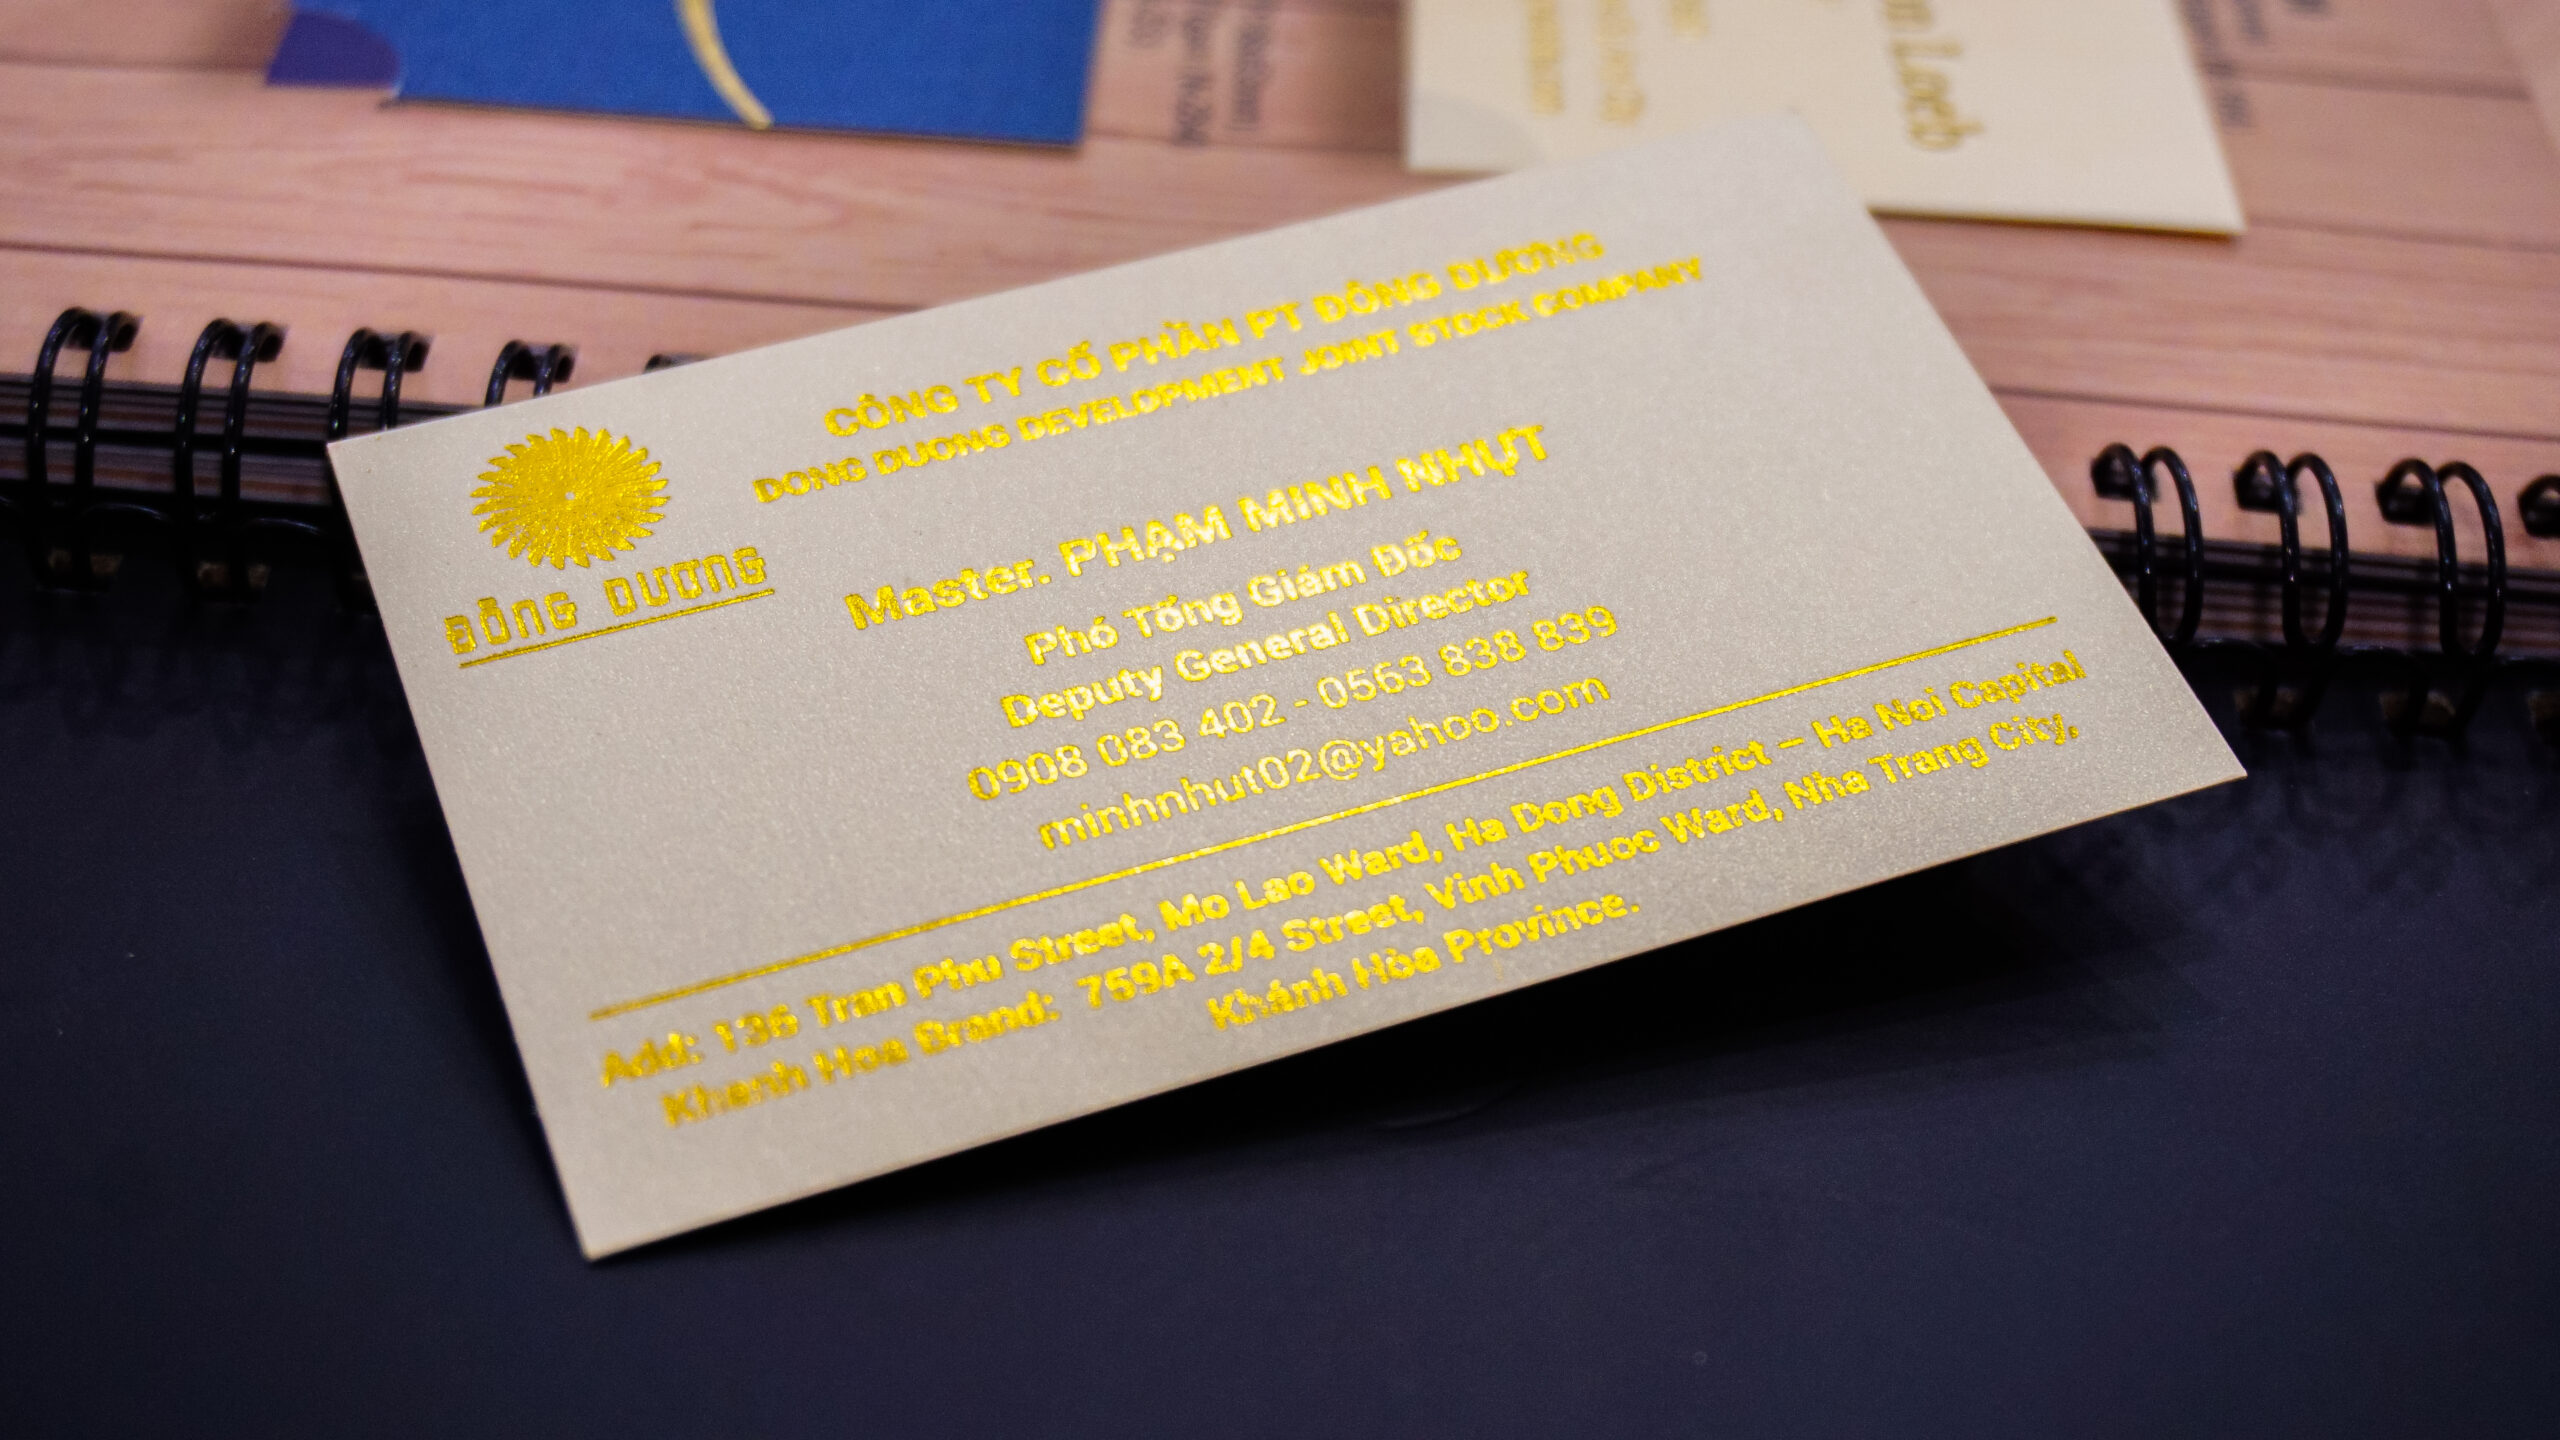 CÔNG TY CỔ PHẦN PT ĐÔNG DƯƠNG
DONG DUONG DEVELOPMENT JOINT STOCK COMPANY
ĐÔNG DƯƠNG
Master. PHẠM MINH NHỰT
Phó Tổng Giám Đốc
Deputy General Director
0908 083 402 - 0563 838 839
minhnhut02@yahoo.com
Add: 136 Tran Phu Street, Mo Lao Ward, Ha Dong District – Ha Noi Capital
Khanh Hoa Brand: 759A 2/4 Street, Vinh Phuoc Ward, Nha Trang City,
Khánh Hòa Province.